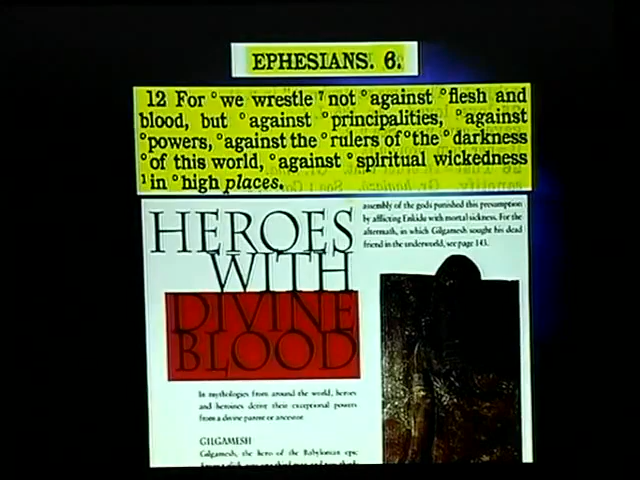 EPHESIANS. 6.
12 For °we wrestle ⁷not °against °flesh and
blood, but °against °principalities, °against
°powers, °against the °rulers of °the °darkness
°of this world, °against °spiritual wickedness
¹in °high places.
assembly of the gods punished this presumption
by afflicting Enkidu with mortal sickness. For the
aftermath, in which Gilgamesh sought his dead
friend in the underworld, see page 143.
HEROES
WITH
DIVINE
BLOOD
In mythologies from around the world, heroes
and heroines derive their exceptional powers
from a divine parent or ancestor.
GILGAMESH
Gilgamesh, the hero of the Babylonian epic